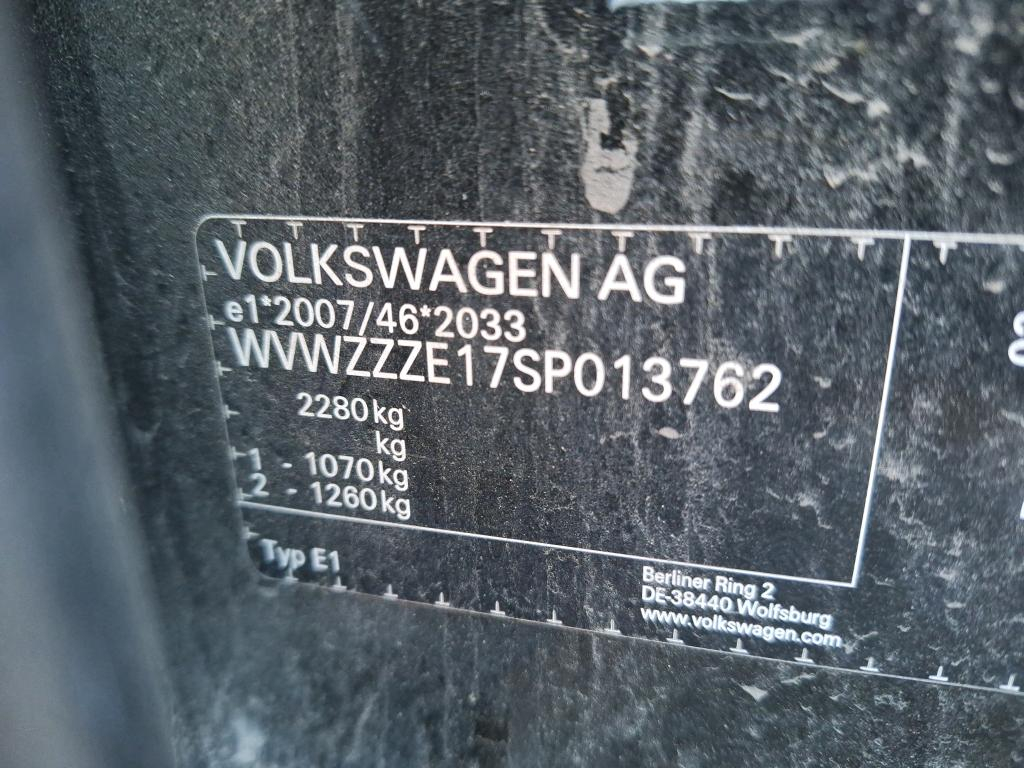 VOLKSWAGEN AG
e1*2007/46*2033
WVWZZZE17SP013762
2280 kg
kg
1 - 1070 kg
2 - 1260 kg
Typ E1
Berliner Ring 2
DE-38440 Wolfsburg
www.volkswagen.com